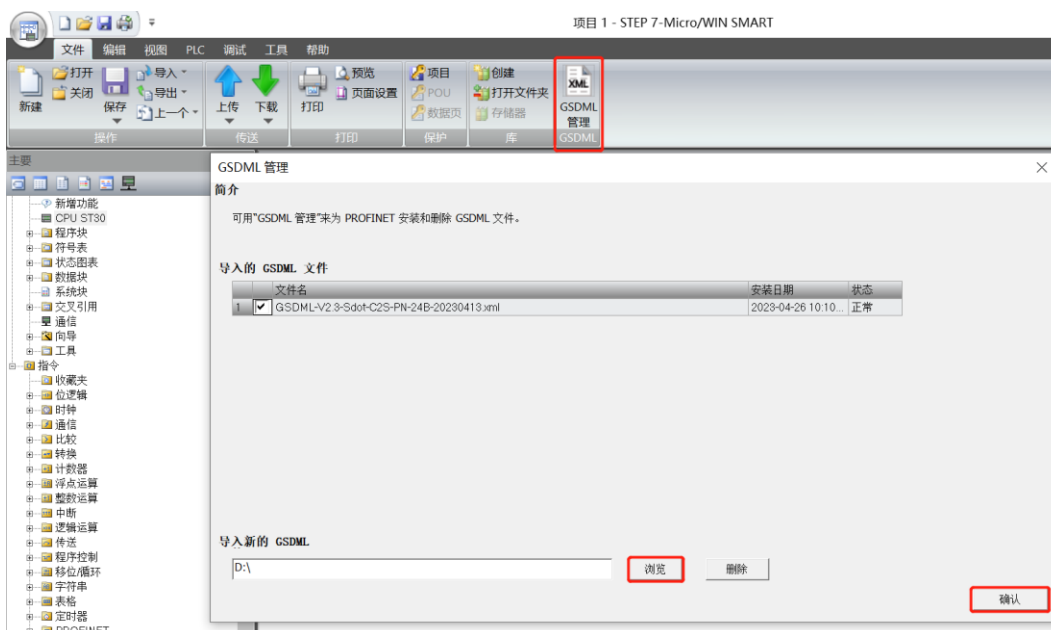 项目 1 - STEP 7-Micro/WIN SMART
文件 编辑 视图 PLC 调试 工具 帮助
新建
打开
关闭
保存
导入
导出
上一个
操作
上传
下载
传送
打印
预览
页面设置
打印
项目
POU
数据页
保护
创建
打开文件夹
存储器
库
XML
GSDML
管理
GSDML
主要
新增功能
CPU ST30
程序块
符号表
状态图表
数据块
系统块
交叉引用
通信
向导
工具
指令
收藏夹
位逻辑
时钟
通信
比较
转换
计数器
浮点运算
整数运算
中断
逻辑运算
传送
程序控制
移位/循环
字符串
表格
定时器
PROFINET
GSDML 管理
简介
可用"GSDML 管理"来为 PROFINET 安装和删除 GSDML 文件。
导入的 GSDML 文件
文件名 安装日期 状态
1 GSDML-V2.3-Sdot-C2S-PN-24B-20230413.xml 2023-04-26 10:10... 正常
导入新的 GSDML
D:\ 浏览 删除
确认